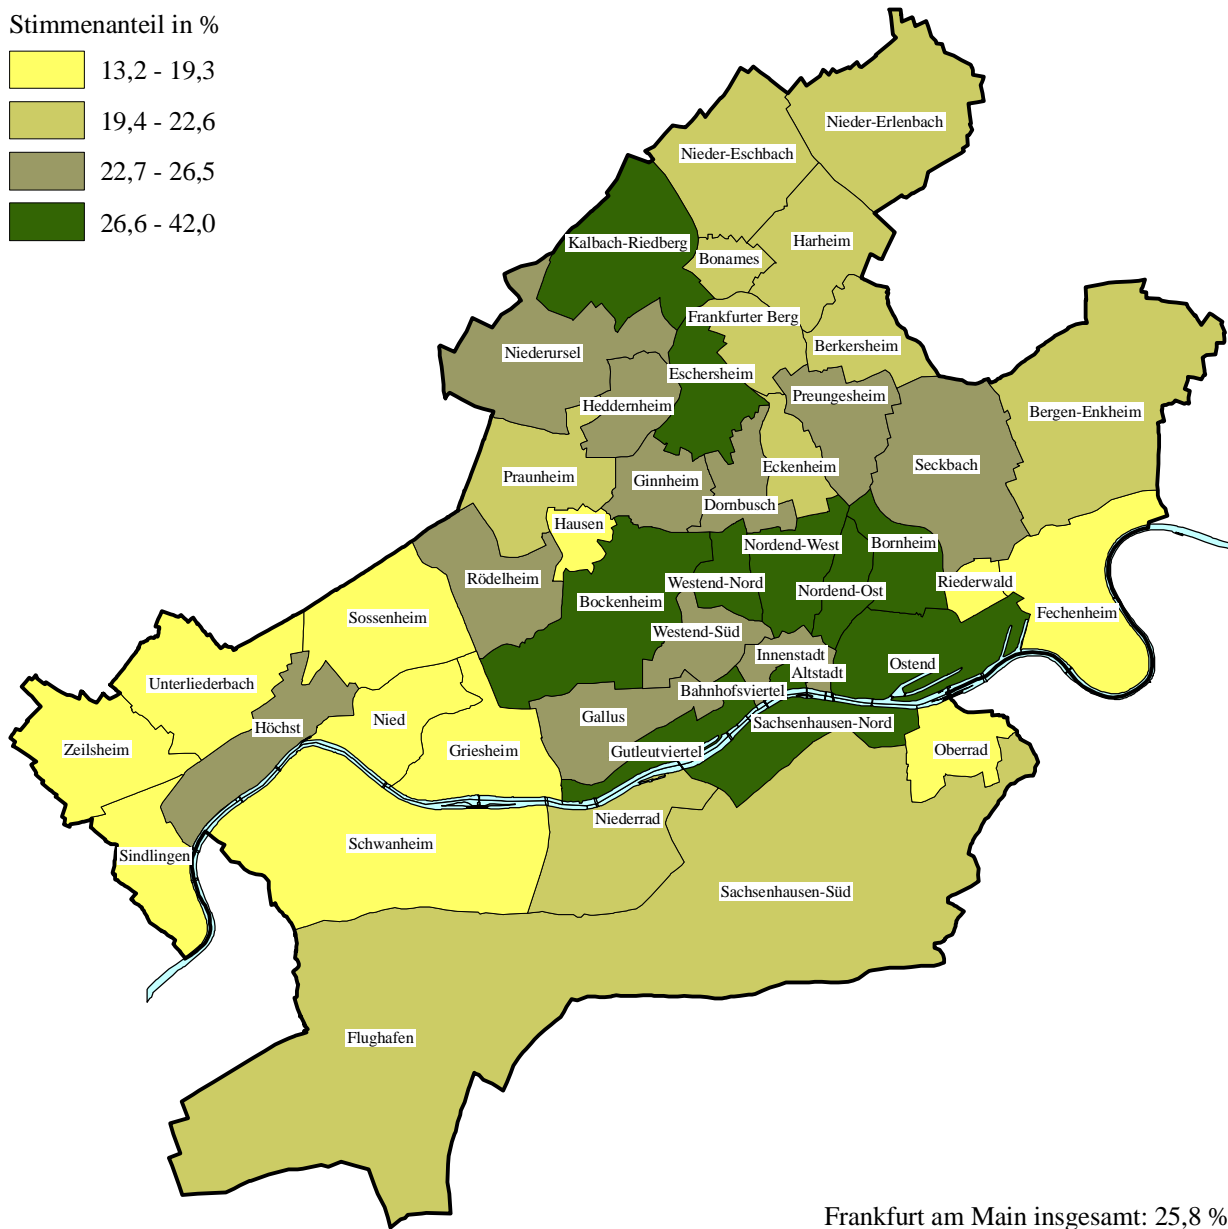 Stimmenanteil in %
13,2 - 19,3
19,4 - 22,6
22,7 - 26,5
26,6 - 42,0
Nieder-Erlenbach
Nieder-Eschbach
Kalbach-Riedberg
Harheim
Bonames
Frankfurter Berg
Berkersheim
Niederursel
Eschersheim
Preungesheim
Heddernheim
Bergen-Enkheim
Seckbach
Eckenheim
Praunheim
Ginnheim
Dornbusch
Hausen
Nordend-West
Bornheim
Rödelheim
Westend-Nord
Riederwald
Nordend-Ost
Bockenheim
Fechenheim
Sossenheim
Westend-Süd
Innenstadt
Ostend
Altstadt
Unterliederbach
Bahnhofsviertel
Gallus
Nied
Sachsenhausen-Nord
Höchst
Zeilsheim
Griesheim
Gutleutviertel
Oberrad
Niederrad
Schwanheim
Sindlingen
Sachsenhausen-Süd
Flughafen
Frankfurt am Main insgesamt: 25,8 %